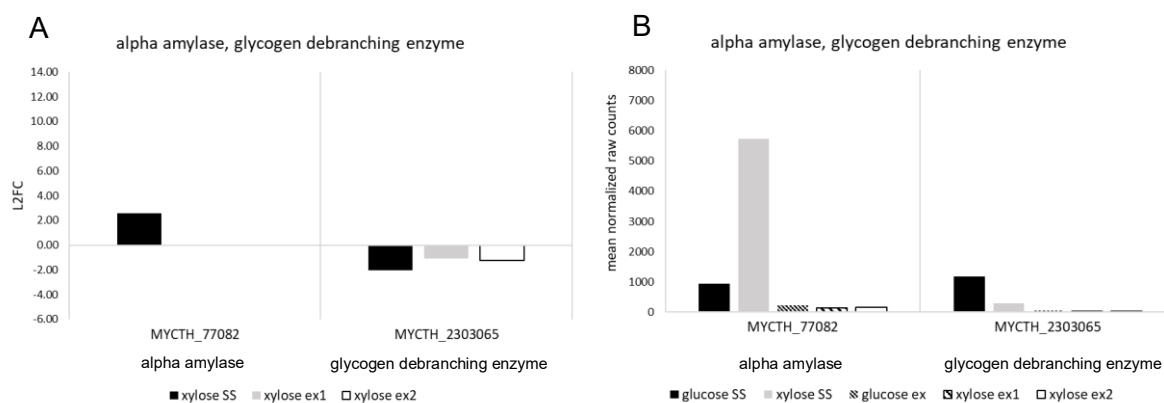 A
alpha amylase, glycogen debranching enzyme
14.00
12.00
10.00
8.00
6.00
4.00
2.00
0.00
-2.00
-4.00
-6.00
L2FC
MYCTH_77082
MYCTH_2303065
alpha amylase
glycogen debranching enzyme
xylose SS
xylose ex1
xylose ex2
B
alpha amylase, glycogen debranching enzyme
8000
7000
6000
5000
4000
3000
2000
1000
0
mean normalized raw counts
MYCTH_77082
MYCTH_2303065
alpha amylase
glycogen debranching enzyme
glucose SS
xylose SS
glucose ex
xylose ex1
xylose ex2